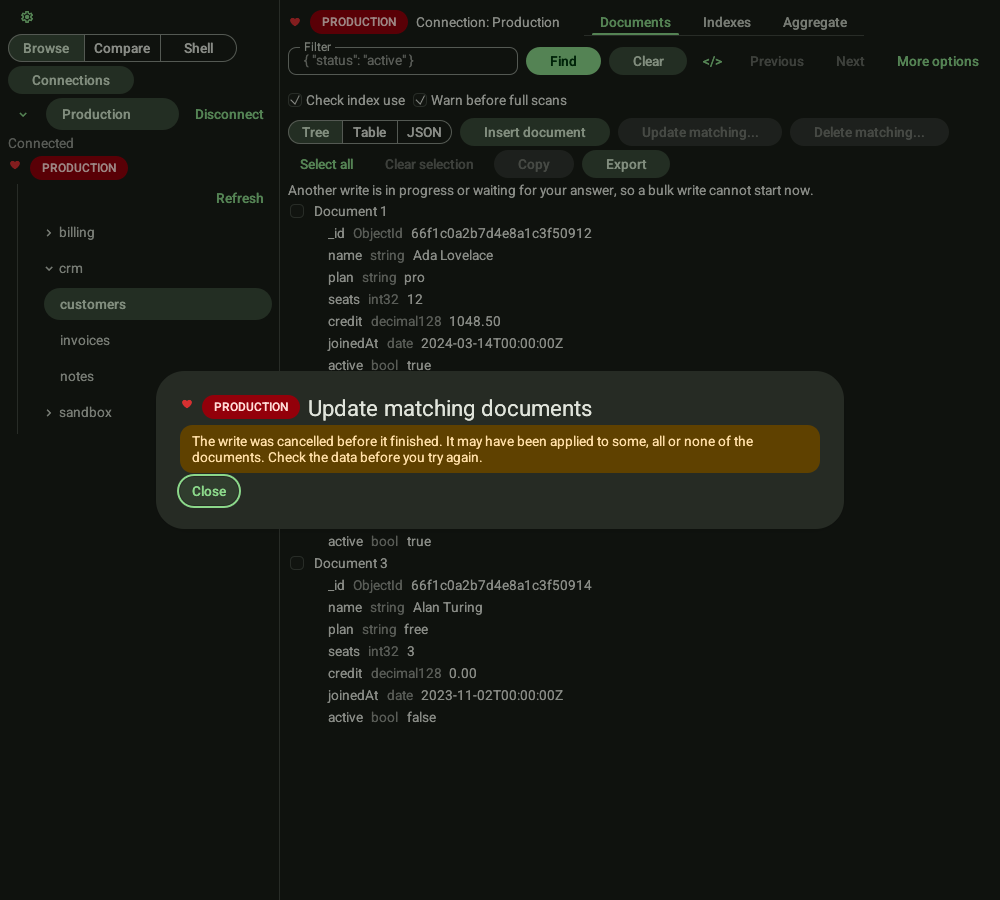 PRODUCTION Connection: Production Documents Indexes Aggregate
Browse Compare Shell
Filter
{ "status": "active" } Find Clear </> Previous Next More options
Connections
Check index use Warn before full scans
Production Disconnect
Tree Table JSON Insert document Update matching... Delete matching...
Connected
PRODUCTION
Select all Clear selection Copy Export
Another write is in progress or waiting for your answer, so a bulk write cannot start now.
Refresh
Document 1
billing
_id ObjectId 66f1c0a2b7d4e8a1c3f50912
name string Ada Lovelace
crm
plan string pro
customers
seats int32 12
credit decimal128 1048.50
invoices
joinedAt date 2024-03-14T00:00:00Z
active bool true
notes
sandbox
PRODUCTION Update matching documents
The write was cancelled before it finished. It may have been applied to some, all or none of the
documents. Check the data before you try again.
Close
active bool true
Document 3
_id ObjectId 66f1c0a2b7d4e8a1c3f50914
name string Alan Turing
plan string free
seats int32 3
credit decimal128 0.00
joinedAt date 2023-11-02T00:00:00Z
active bool false